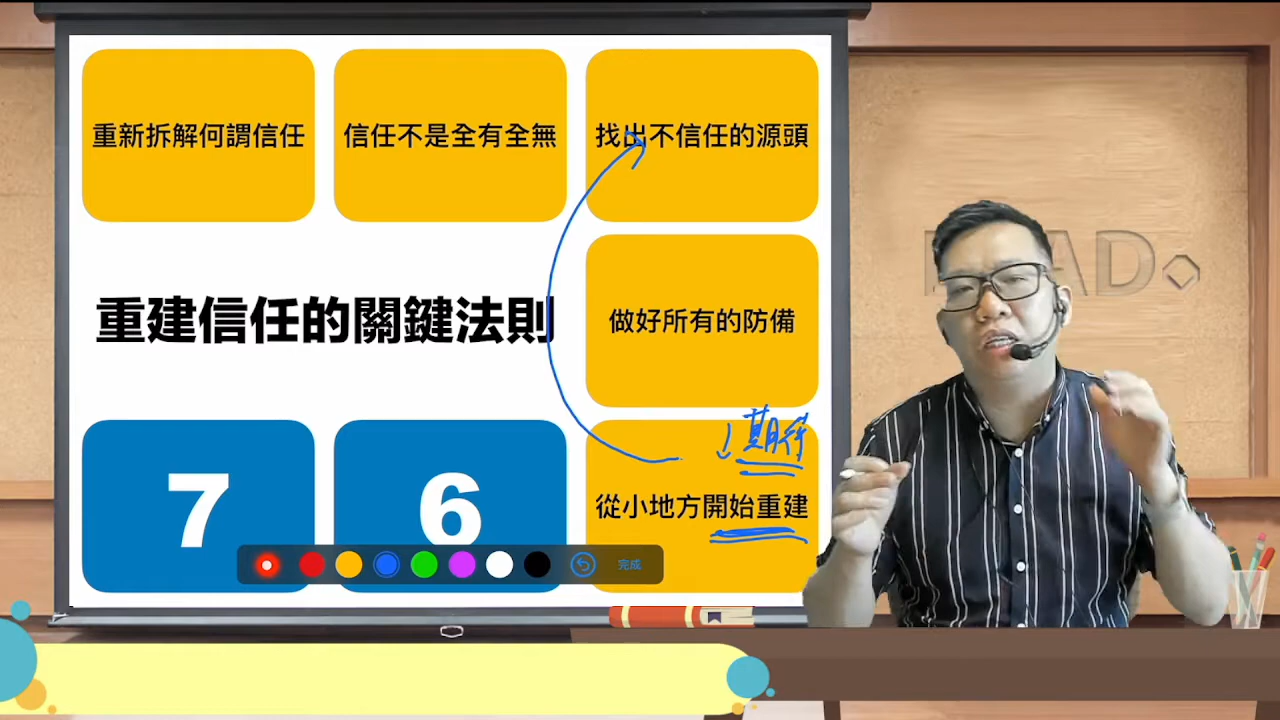 重新拆解何謂信任
信任不是全有全無
找出不信任的源頭
重建信任的關鍵法則
做好所有的防備
7
6
期待
從小地方開始重建
完成